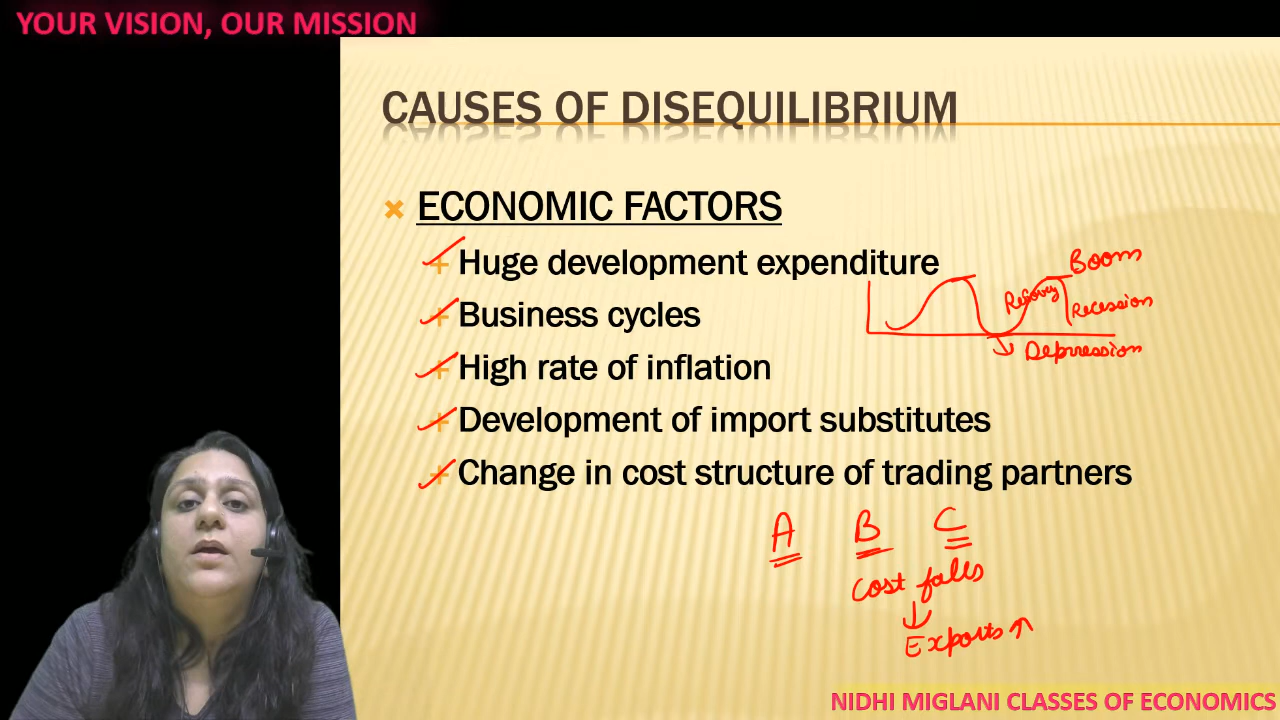 YOUR VISION, OUR MISSION
CAUSES OF DISEQUILIBRIUM
ECONOMIC FACTORS
Huge development expenditure
Business cycles
High rate of inflation
Development of import substitutes
Change in cost structure of trading partners
Boom
Recovery
Recession
Depression
A B C
Cost falls
Exports ↑
NIDHI MIGLANI CLASSES OF ECONOMICS